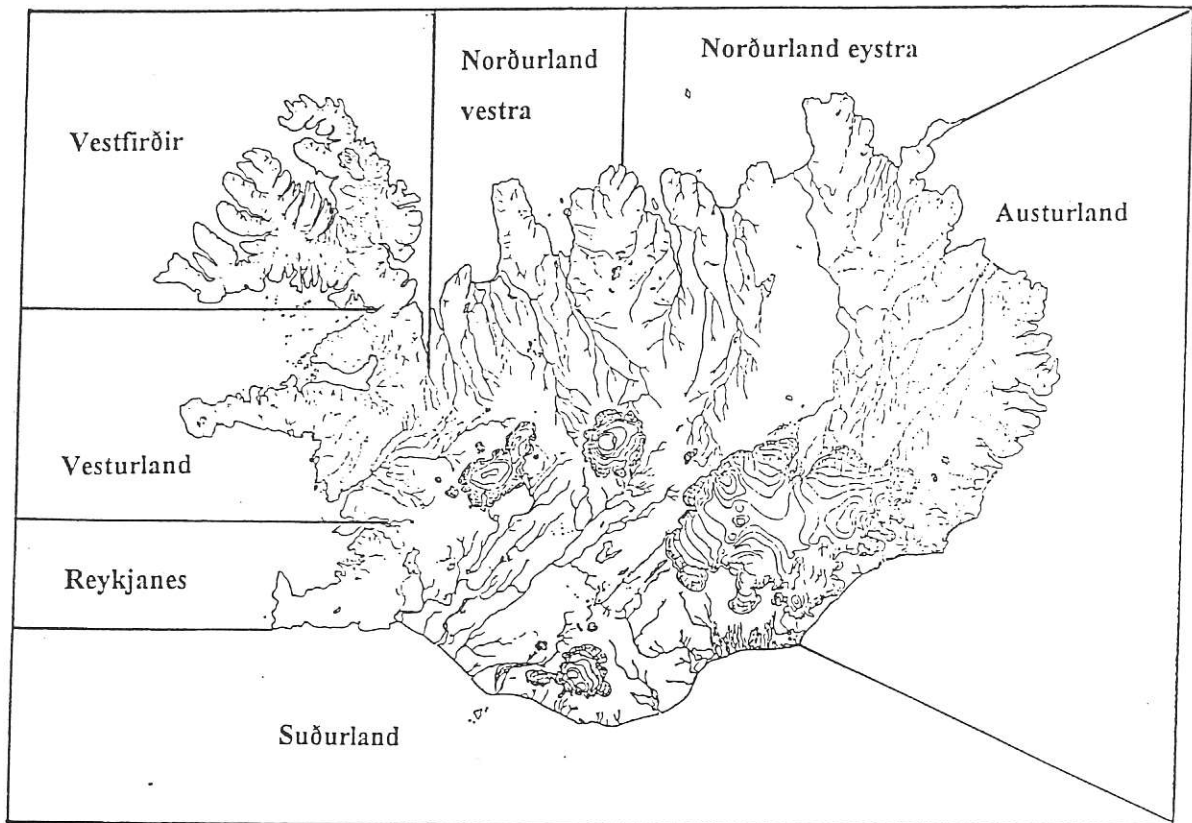 Norðurland eystra
Norðurland
vestra
Vestfirðir
Austurland
Vesturland
Reykjanes
Suðurland